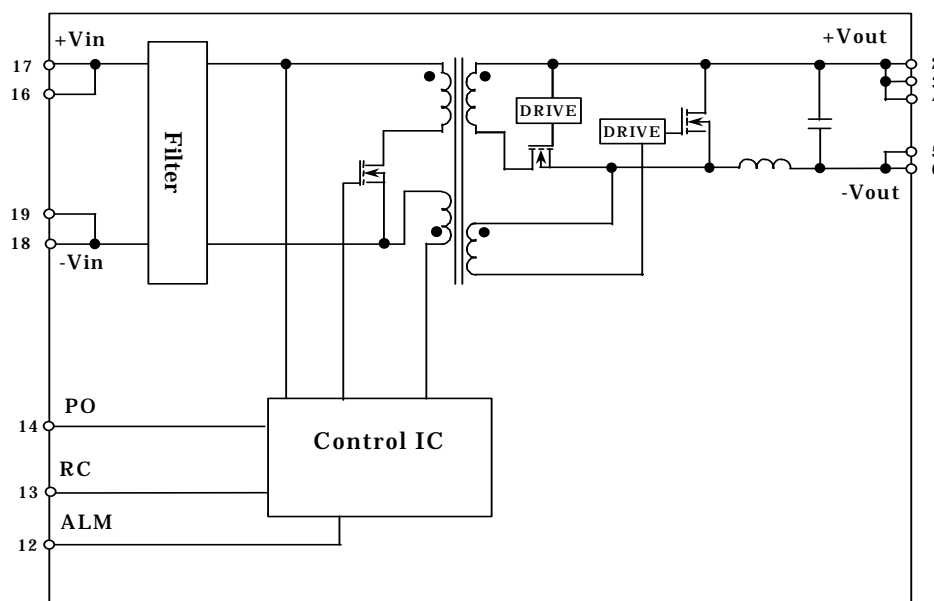 +Vin
+Vout
17
16
Filter
DRIVE
DRIVE
19
18
-Vin
-Vout
PO
14
Control IC
RC
13
ALM
12